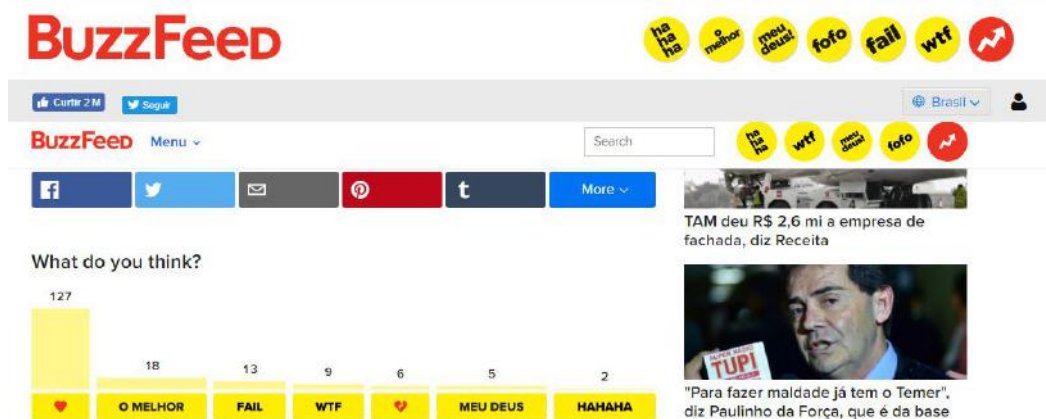 BuzzFeed
ha ha ha
o melhor
meu deus!
fofo
fail
wtf
Curtir 2 M
Seguir
Brasil
BuzzFeed Menu
Search
ha ha ha
wtf
meu deus!
fofo
f
t
More
TAM deu R$ 2,6 mi a empresa de
fachada, diz Receita
What do you think?
127
18
13
9
6
5
2
O MELHOR
FAIL
WTF
MEU DEUS
HAHAHA
SUPER RÁDIO
TUPI
"Para fazer maldade já tem o Temer",
diz Paulinho da Força, que é da base